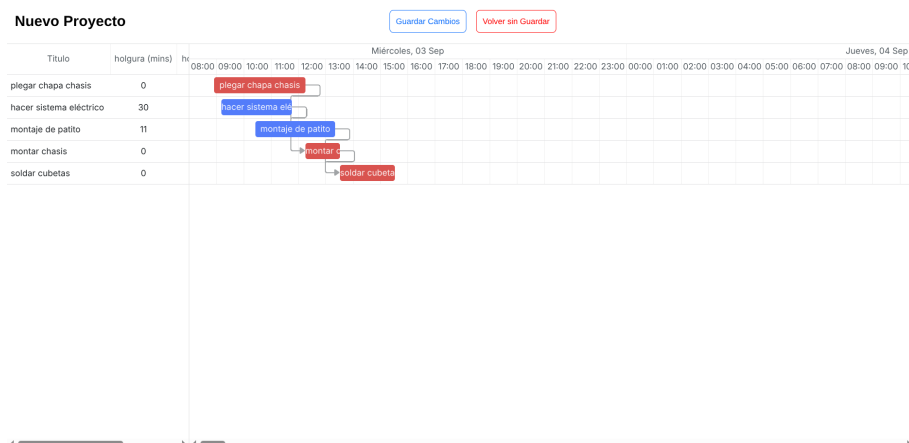 Nuevo Proyecto
Guardar Cambios
Volver sin Guardar
Titulo
holgura (mins)
Miércoles, 03 Sep
Jueves, 04 Sep
08:00 09:00 10:00 11:00 12:00 13:00 14:00 15:00 16:00 17:00 18:00 19:00 20:00 21:00 22:00 23:00 00:00 01:00 02:00 03:00 04:00 05:00 06:00 07:00 08:00 09:00
plegar chapa chasis 0 plegar chapa chasis
hacer sistema eléctrico 30 hacer sistema elé
montaje de patito 11 montaje de patito
montar chasis 0 montar c
soldar cubetas 0 soldar cubeta